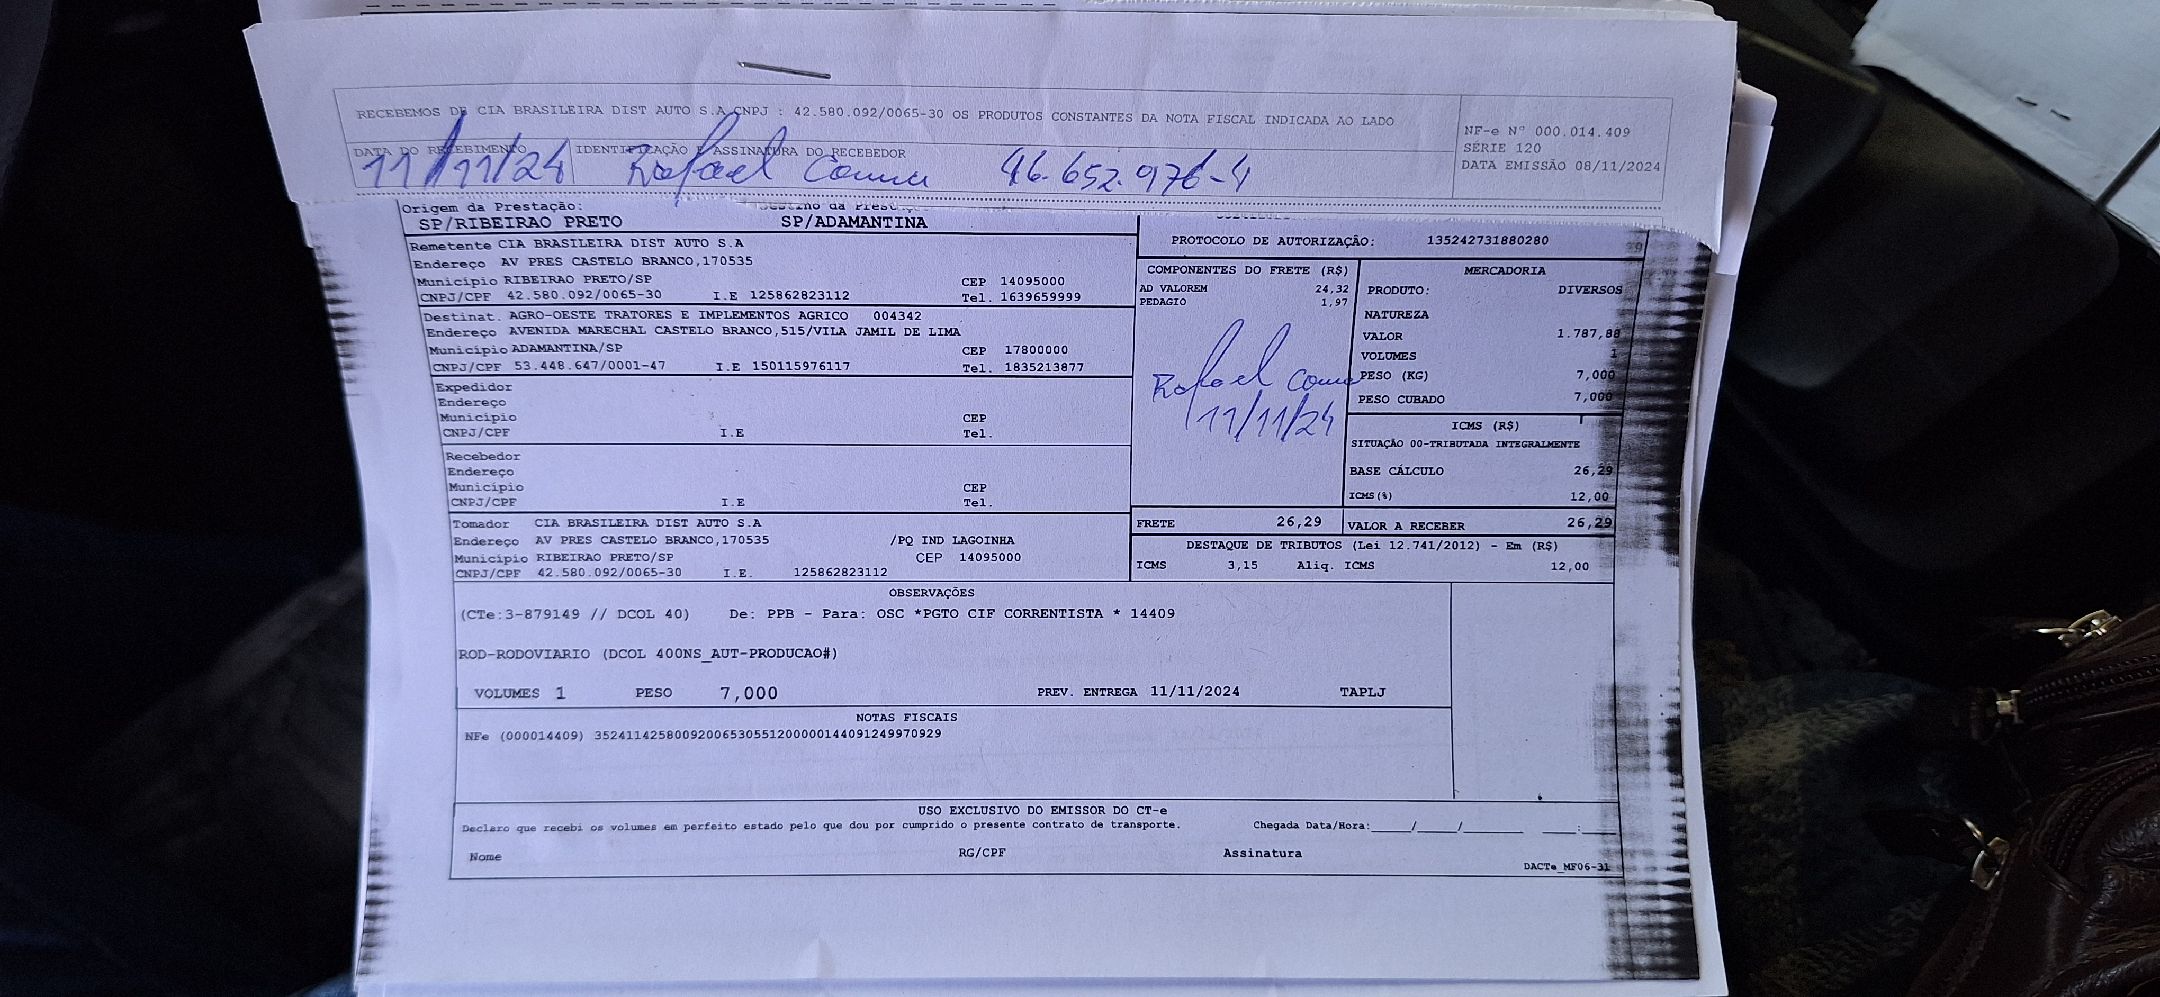 RECEBEMOS DE CIA BRASILEIRA DIST AUTO S.A CNPJ : 42.580.092/0065-30 OS PRODUTOS CONSTANTES DA NOTA FISCAL INDICADA AO LADO
NF-e N° 000.014.409
SÉRIE 120
DATA EMISSÃO 08/11/2024
DATA DO RECEBIMENTO
IDENTIFICAÇÃO E ASSINATURA DO RECEBEDOR
11/11/24 Rafael 46.652.976-4
Origem da Prestação:
SP/RIBEIRAO PRETO SP/ADAMANTINA
Remetente CIA BRASILEIRA DIST AUTO S.A
Endereço AV PRES CASTELO BRANCO,170535
Município RIBEIRAO PRETO/SP CEP 14095000
CNPJ/CPF 42.580.092/0065-30 I.E 125862823112 Tel. 1639659999
Destinat. AGRO-OESTE TRATORES E IMPLEMENTOS AGRICO 004342
Endereço AVENIDA MARECHAL CASTELO BRANCO,515/VILA JAMIL DE LIMA
Município ADAMANTINA/SP CEP 17800000
CNPJ/CPF 53.448.647/0001-47 I.E 150115976117 Tel. 1835213877
Expedidor
Endereço
Município CEP
CNPJ/CPF I.E Tel.
Recebedor
Endereço
Município CEP
CNPJ/CPF I.E Tel.
Tomador CIA BRASILEIRA DIST AUTO S.A
Endereço AV PRES CASTELO BRANCO,170535 /PQ IND LAGOINHA
Município RIBEIRAO PRETO/SP CEP 14095000
CNPJ/CPF 42.580.092/0065-30 I.E. 125862823112
PROTOCOLO DE AUTORIZAÇÃO: 135242731880280
COMPONENTES DO FRETE (R$)
AD VALOREM 24,32
PEDAGIO 1,97
Rafael
11/11/24
MERCADORIA
PRODUTO: DIVERSOS
NATUREZA
VALOR 1.787,88
VOLUMES 1
PESO (KG) 7,000
PESO CUBADO 7,000
ICMS (R$)
SITUAÇÃO 00-TRIBUTADA INTEGRALMENTE
BASE CÁLCULO 26,29
ICMS(%) 12,00
FRETE 26,29 VALOR A RECEBER 26,29
DESTAQUE DE TRIBUTOS (Lei 12.741/2012) - Em (R$)
ICMS 3,15 Aliq. ICMS 12,00
OBSERVAÇÕES
(CTe:3-879149 // DCOL 40) De: PPB - Para: OSC *PGTO CIF CORRENTISTA * 14409
ROD-RODOVIARIO (DCOL 400NS_AUT-PRODUCAO#)
VOLUMES 1 PESO 7,000 PREV. ENTREGA 11/11/2024 TAPLJ
NOTAS FISCAIS
NFe (000014409) 35241142580092006530551200000144091249970929
USO EXCLUSIVO DO EMISSOR DO CT-e
Declaro que recebi os volumes em perfeito estado pelo que dou por cumprido o presente contrato de transporte. Chegada Data/Hora:_____/_____/________ ____:_____
Nome RG/CPF Assinatura
DACTe_MF06-31